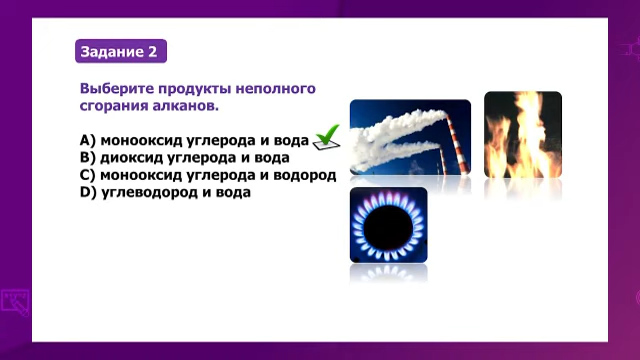 Задание 2
Выберите продукты неполного
сгорания алканов.
A) монооксид углерода и вода
B) диоксид углерода и вода
C) монооксид углерода и водород
D) углеводород и вода